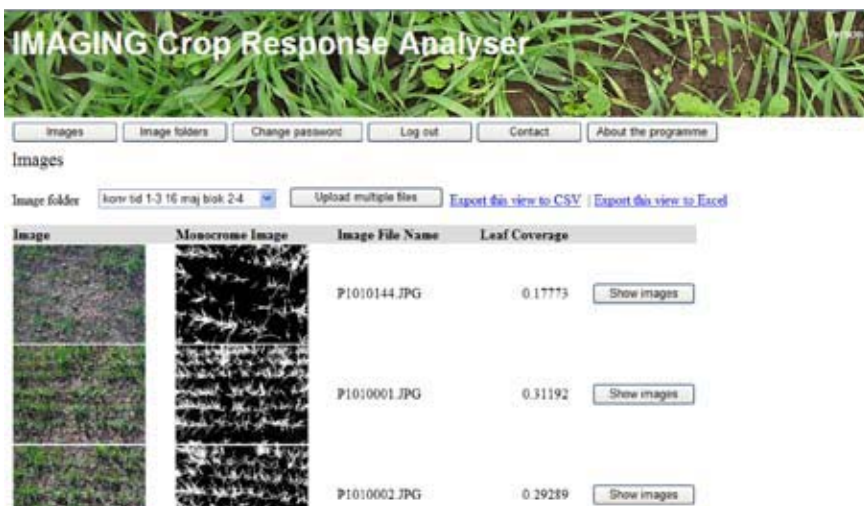 IMAGING Crop Response Analyser
Images Image folders Change password Log out Contact About the programme
Images
Image folder konv tid 1-3 16 maj blok 2-4 Upload multiple files Export this view to CSV | Export this view to Excel
Image Monocrome Image Image File Name Leaf Coverage
P1010144.JPG 0.17773 Show images
P1010001.JPG 0.31192 Show images
P1010002.JPG 0.29289 Show images